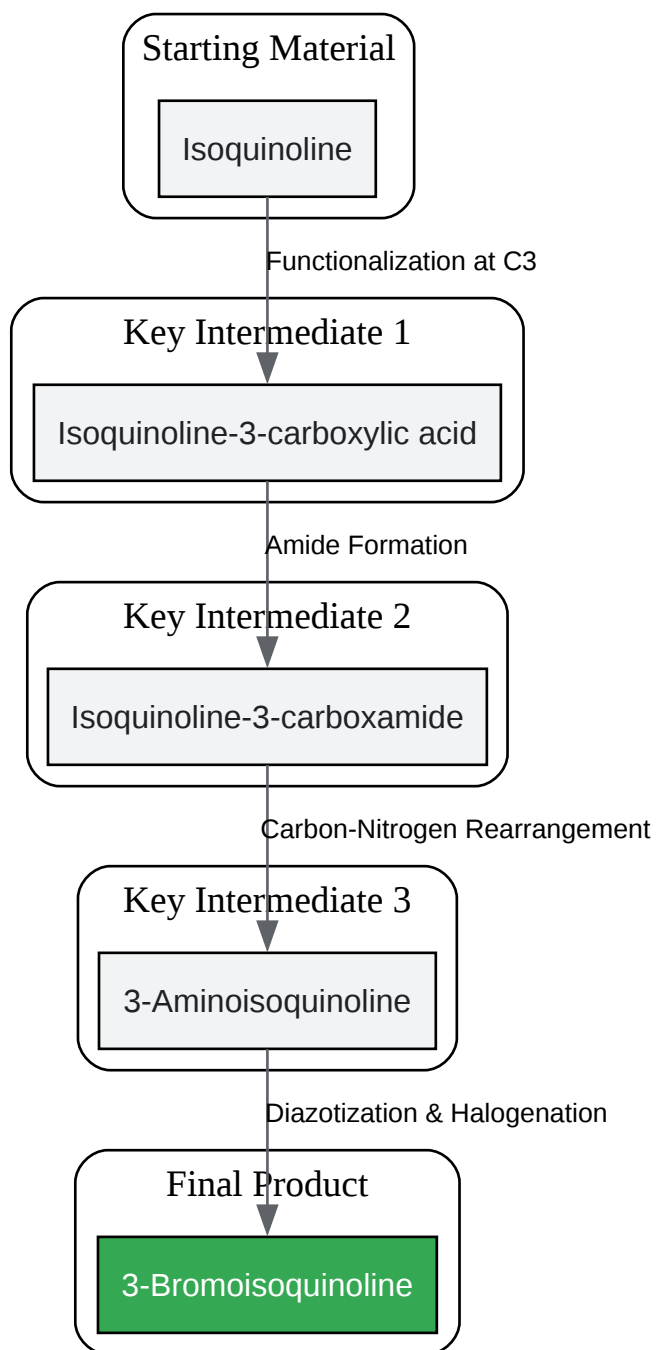 Starting Material
Isoquinoline
Functionalization at C3
Key Intermediate 1
Isoquinoline-3-carboxylic acid
Amide Formation
Key Intermediate 2
Isoquinoline-3-carboxamide
Carbon-Nitrogen Rearrangement
Key Intermediate 3
3-Aminoisoquinoline
Diazotization & Halogenation
Final Product
3-Bromoisoquinoline